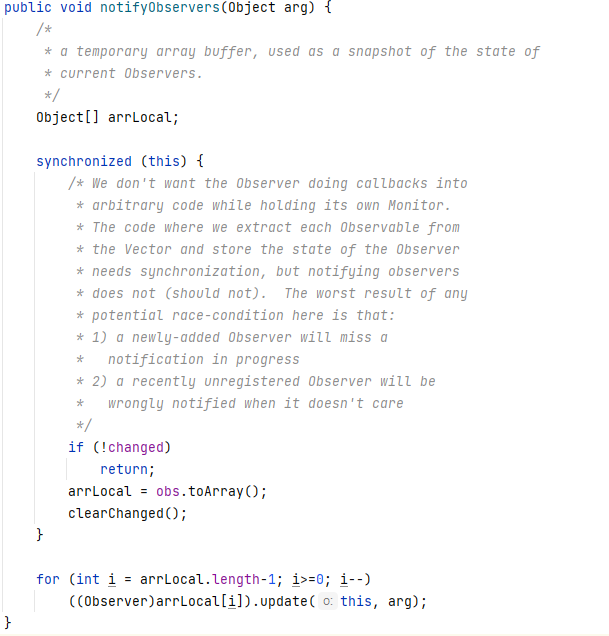 public void notifyObservers(Object arg) {
    /*
     * a temporary array buffer, used as a snapshot of the state of
     * current Observers.
     */
    Object[] arrLocal;

    synchronized (this) {
        /* We don't want the Observer doing callbacks into
         * arbitrary code while holding its own Monitor.
         * The code where we extract each Observable from
         * the Vector and store the state of the Observer
         * needs synchronization, but notifying observers
         * does not (should not).  The worst result of any
         * potential race-condition here is that:
         * 1) a newly-added Observer will miss a
         *   notification in progress
         * 2) a recently unregistered Observer will be
         *   wrongly notified when it doesn't care
         */
        if (!changed)
            return;
        arrLocal = obs.toArray();
        clearChanged();
    }

    for (int i = arrLocal.length-1; i>=0; i--)
        ((Observer)arrLocal[i]).update( o: this, arg);
}